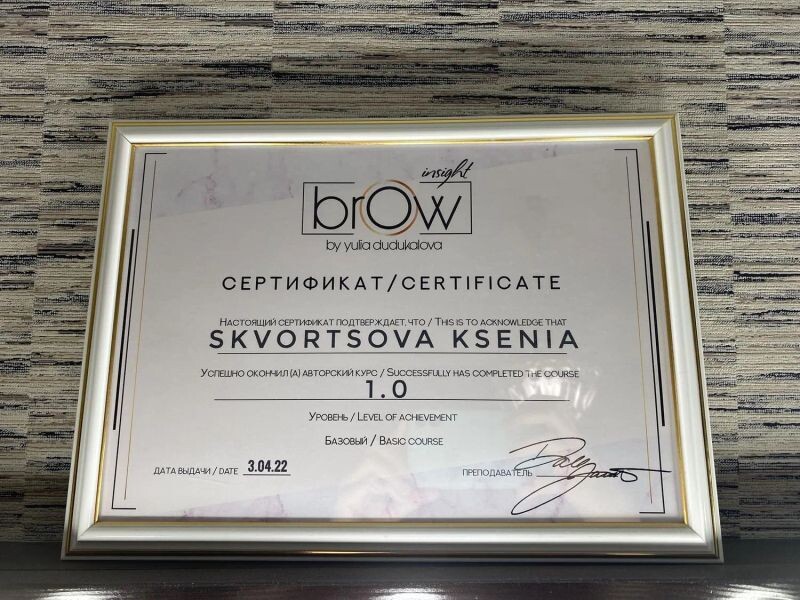 insight
brow
by yulia dudukalova
СЕРТИФИКАТ/CERTIFICATE
Настоящий сертификат подтверждает, что / This is to acknowledge that
SKVORTSOVA KSENIA
Успешно окончил (а) авторский курс / Successfully has completed the course
1.0
Уровень / Level of achievement
Базовый / Basic course
дата выдачи / date 3.04.22
преподаватель